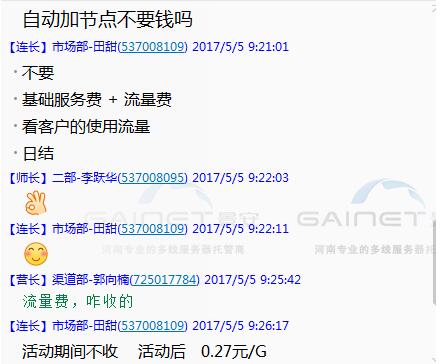 自动加节点不要钱吗
【连长】市场部-田甜(537008109) 2017/5/5 9:21:01
·不要
·基础服务费 + 流量费
·看客户的使用流量
·日结
【师长】二部-李跃华(537008095) 2017/5/5 9:22:03
GAINET 景安
河南专业的多线服务器托管商
GAINET 景安
河南专业的多线服务器托管
【连长】市场部-田甜(537008109) 2017/5/5 9:22:11
【营长】渠道部-郭向楠(725017784) 2017/5/5 9:25:42
流量费，咋收的
【连长】市场部-田甜(537008109) 2017/5/5 9:26:17
活动期间不收 活动后 0.27元/G